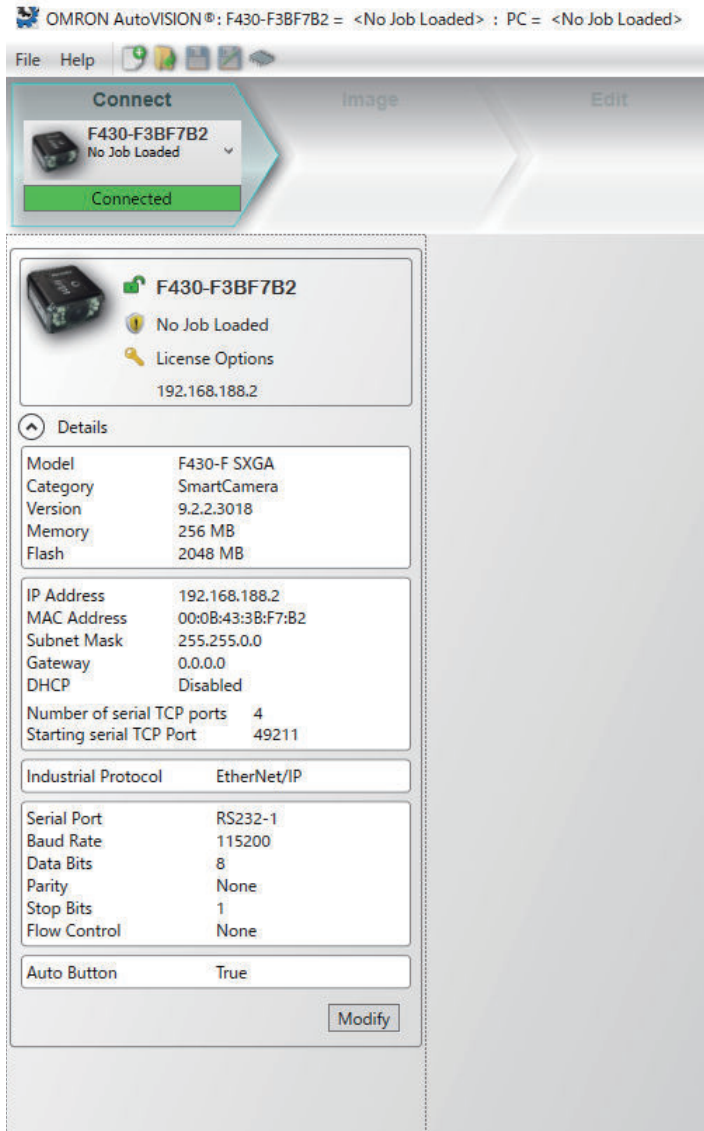 OMRON AutoVISION®: F430-F3BF7B2 = <No Job Loaded> : PC = <No Job Loaded>
File Help
Connect Image Edit
F430-F3BF7B2
No Job Loaded
Connected
F430-F3BF7B2
No Job Loaded
License Options
192.168.188.2
Details
Model F430-F SXGA
Category SmartCamera
Version 9.2.2.3018
Memory 256 MB
Flash 2048 MB
IP Address 192.168.188.2
MAC Address 00:0B:43:3B:F7:B2
Subnet Mask 255.255.0.0
Gateway 0.0.0.0
DHCP Disabled
Number of serial TCP ports 4
Starting serial TCP Port 49211
Industrial Protocol EtherNet/IP
Serial Port RS232-1
Baud Rate 115200
Data Bits 8
Parity None
Stop Bits 1
Flow Control None
Auto Button True
Modify